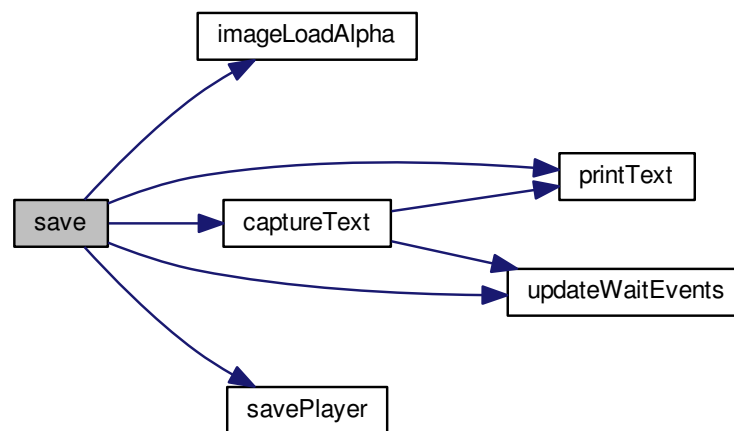 imageLoadAlpha
printText
save
captureText
updateWaitEvents
savePlayer